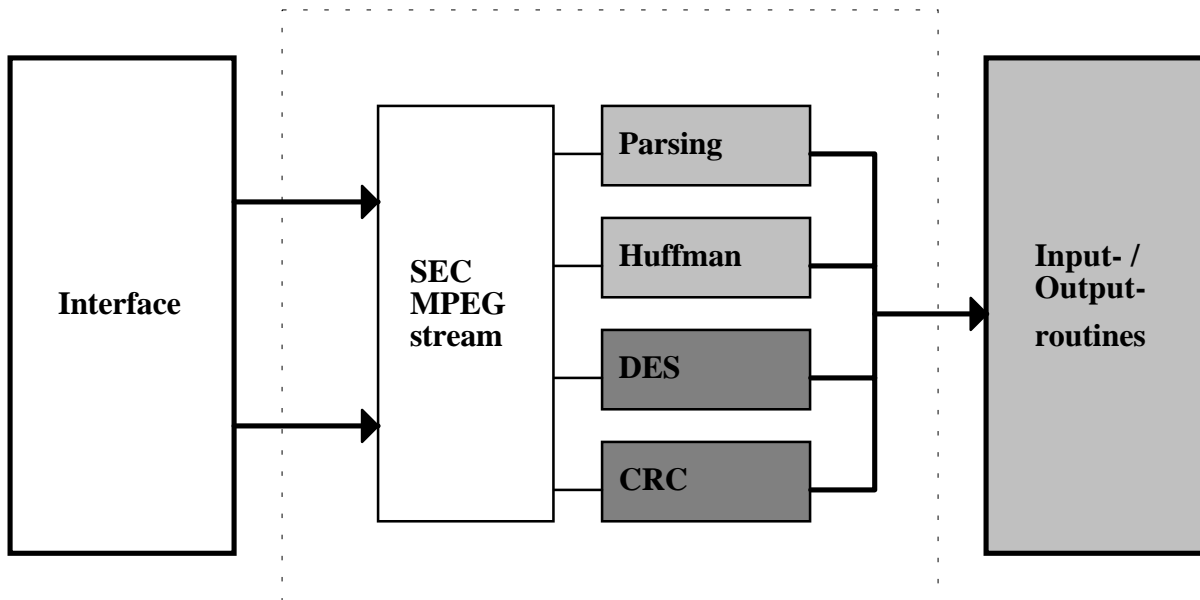 Interface
SEC
MPEG
stream
Parsing
Huffman
DES
CRC
Input- /
Output-
routines